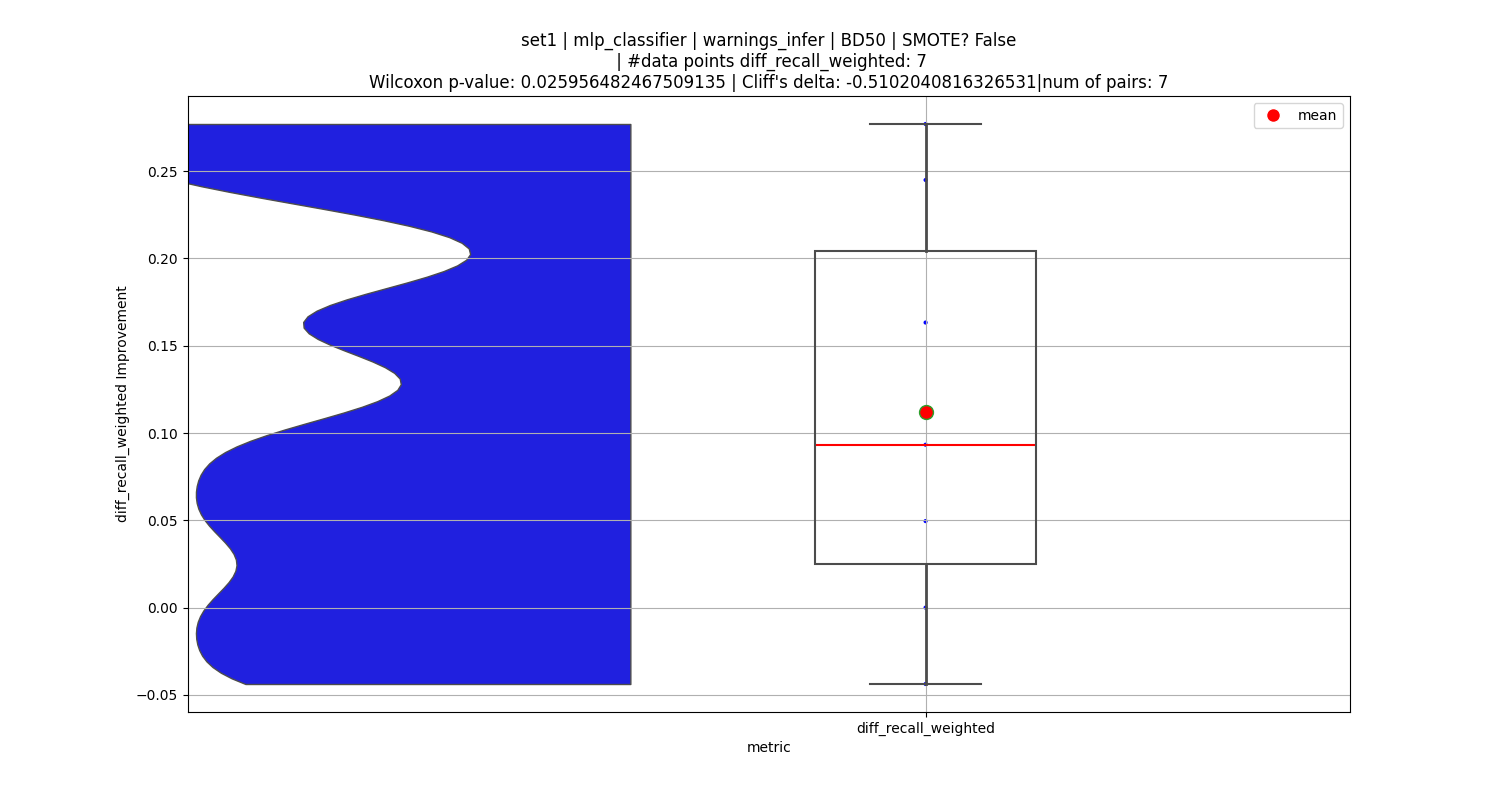 set1 | mlp_classifier | warnings_infer | BD50 | SMOTE? False
| #data points diff_recall_weighted: 7
Wilcoxon p-value: 0.025956482467509135 | Cliff's delta: -0.5102040816326531|num of pairs: 7
mean
0.25
0.20
0.15
0.10
0.05
0.00
−0.05
diff_recall_weighted Improvement
diff_recall_weighted
metric